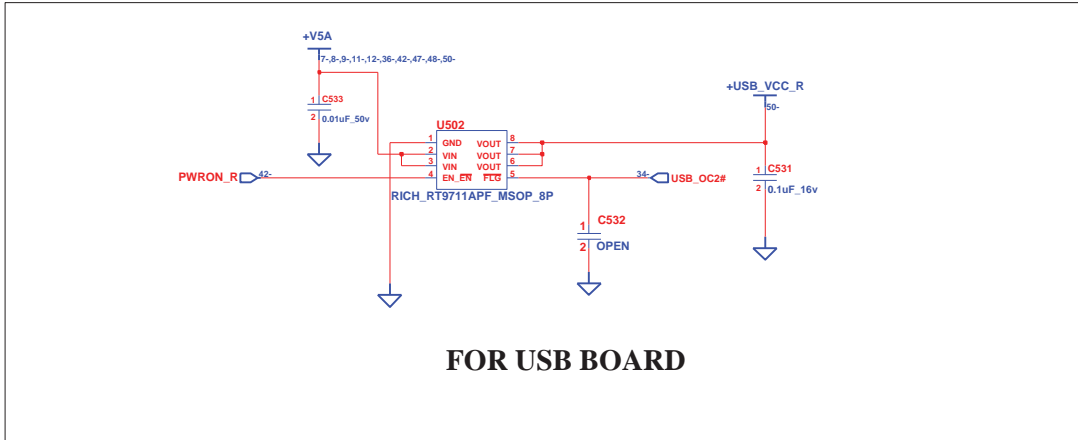 +V5A
7-,8-,9-,11-,12-,36-,42-,47-,48-,50-
+USB_VCC_R
50-
1 C533
2 0.01uF_50v
U502
1 GND VOUT 8
2 VIN VOUT 7
3 VIN VOUT 6
4 EN_EN FLG 5
PWRON_R 42-
34- USB_OC2#
RICH_RT9711APF_MSOP_8P
1 C531
2 0.1uF_16v
1 C532
2 OPEN
FOR USB BOARD